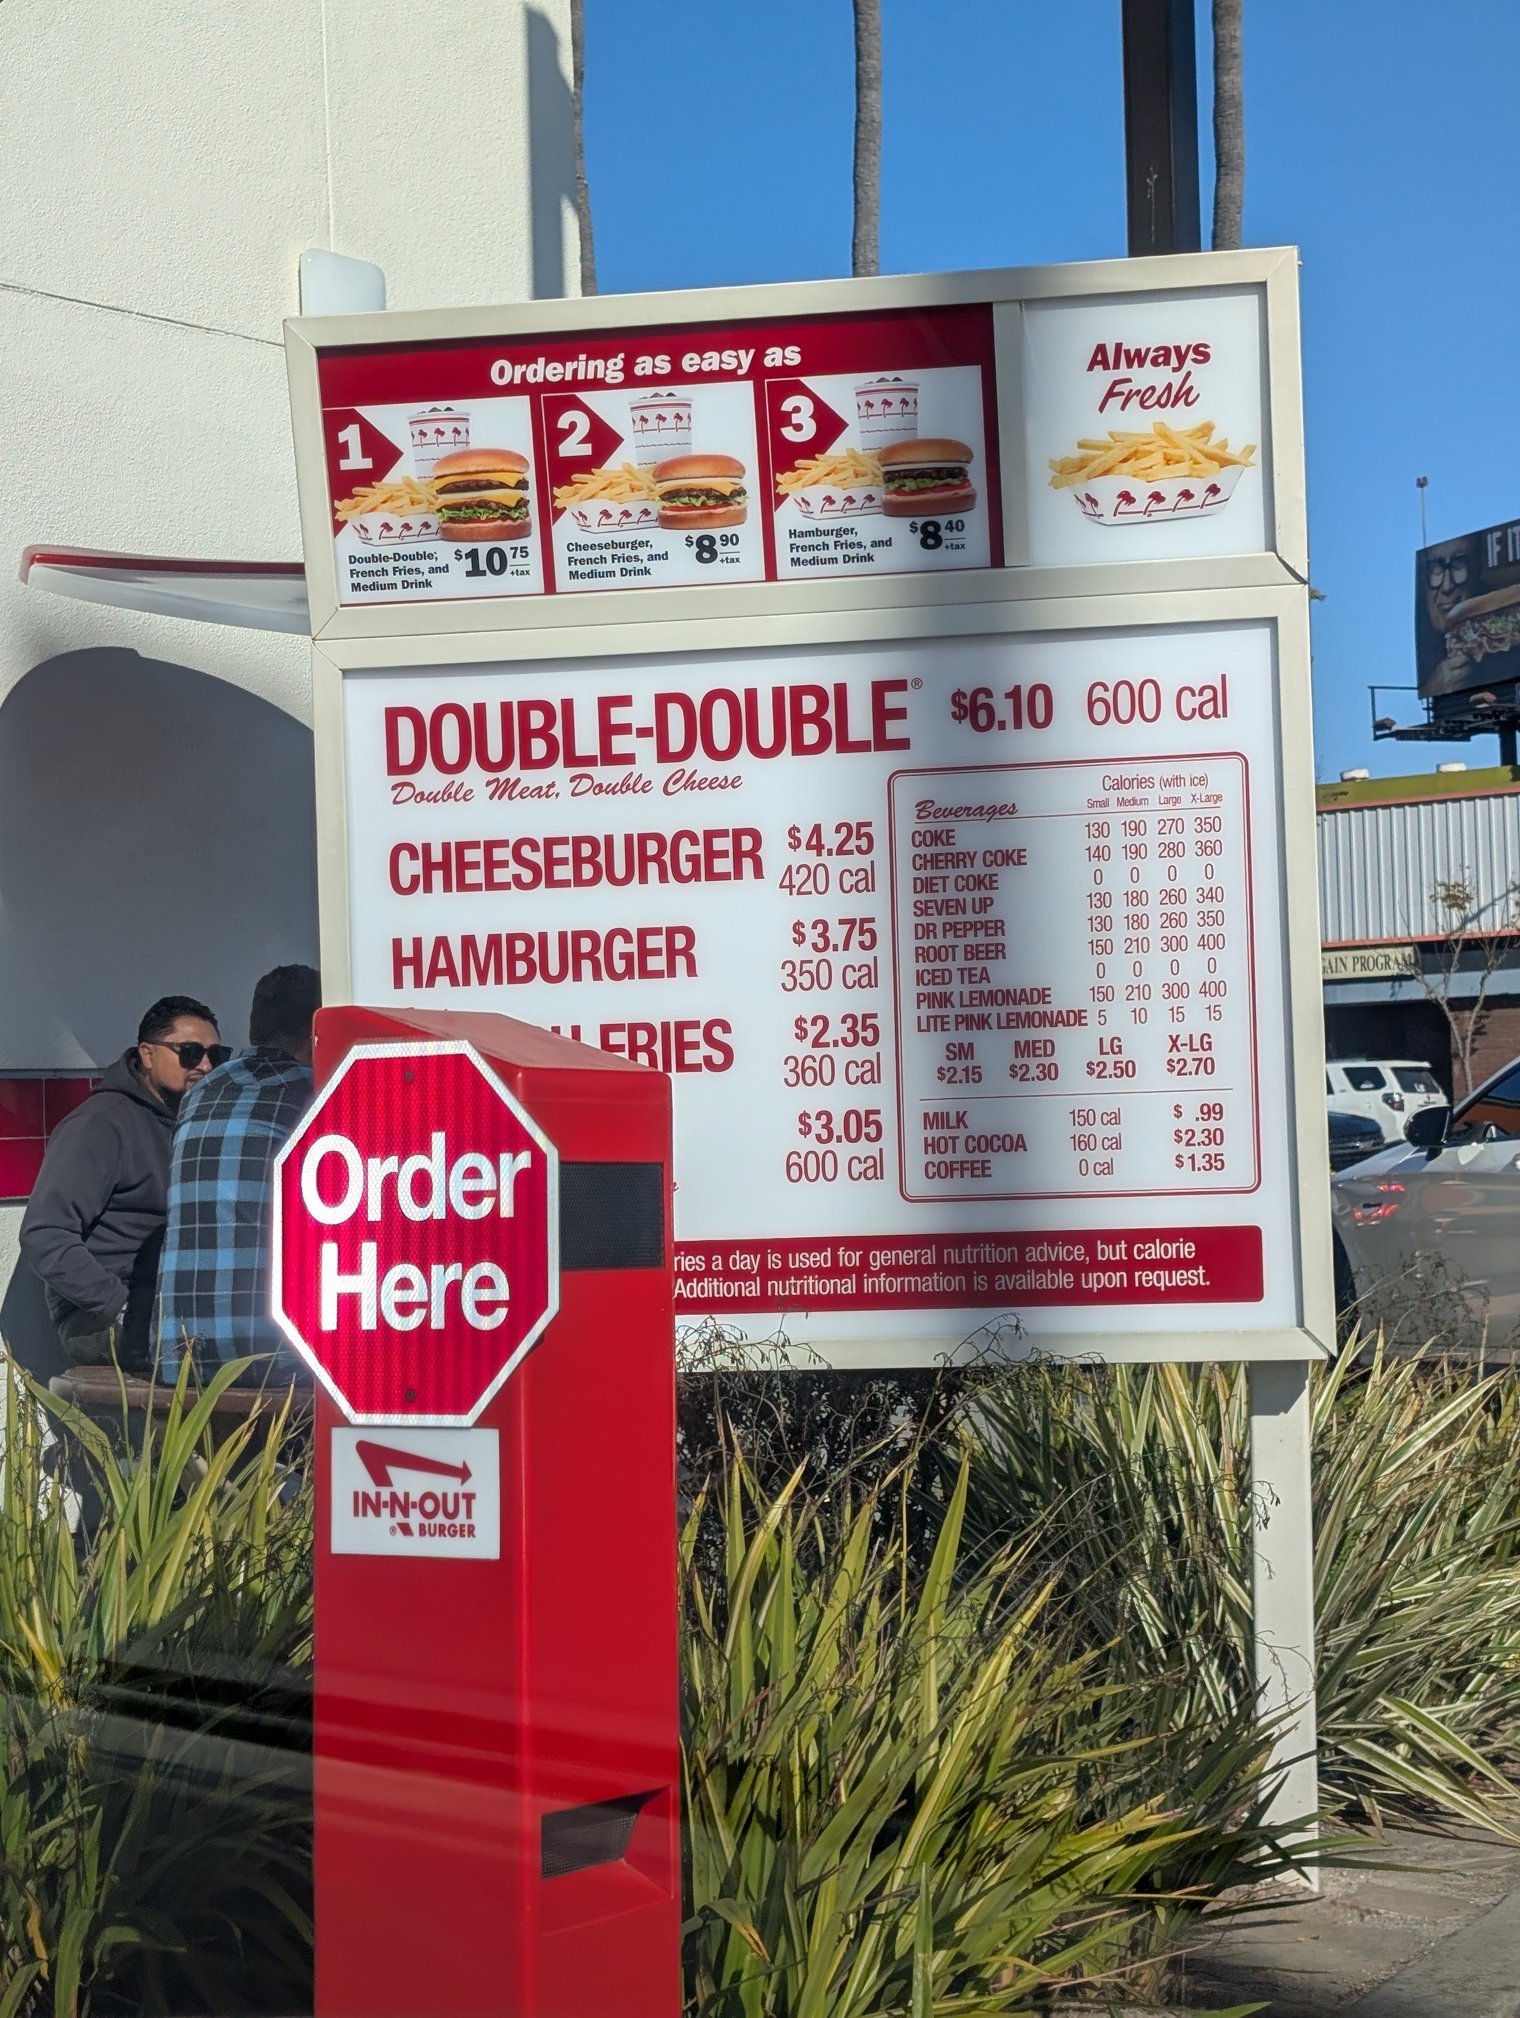 Ordering as easy as
1
Double-Double,
French Fries, and
Medium Drink
$10 75
+tax
2
Cheeseburger,
French Fries, and
Medium Drink
$8 90
+tax
3
Hamburger,
French Fries, and
Medium Drink
$8 40
+tax
Always
Fresh
DOUBLE-DOUBLE® $6.10 600 cal
Double Meat, Double Cheese
CHEESEBURGER $4.25
420 cal
HAMBURGER $3.75
350 cal
FRIES $2.35
360 cal
$3.05
600 cal
Calories (with ice)
Beverages Small Medium Large X-Large
COKE 130 190 270 350
CHERRY COKE 140 190 280 360
DIET COKE 0 0 0 0
SEVEN UP 130 180 260 340
DR PEPPER 130 180 260 350
ROOT BEER 150 210 300 400
ICED TEA 0 0 0 0
PINK LEMONADE 150 210 300 400
LITE PINK LEMONADE 5 10 15 15
SM MED LG X-LG
$2.15 $2.30 $2.50 $2.70
MILK 150 cal $ .99
HOT COCOA 160 cal $2.30
COFFEE 0 cal $1.35
ries a day is used for general nutrition advice, but calorie
Additional nutritional information is available upon request.
Order
Here
IN-N-OUT
® BURGER
IF IT
GAIN PROGRAM